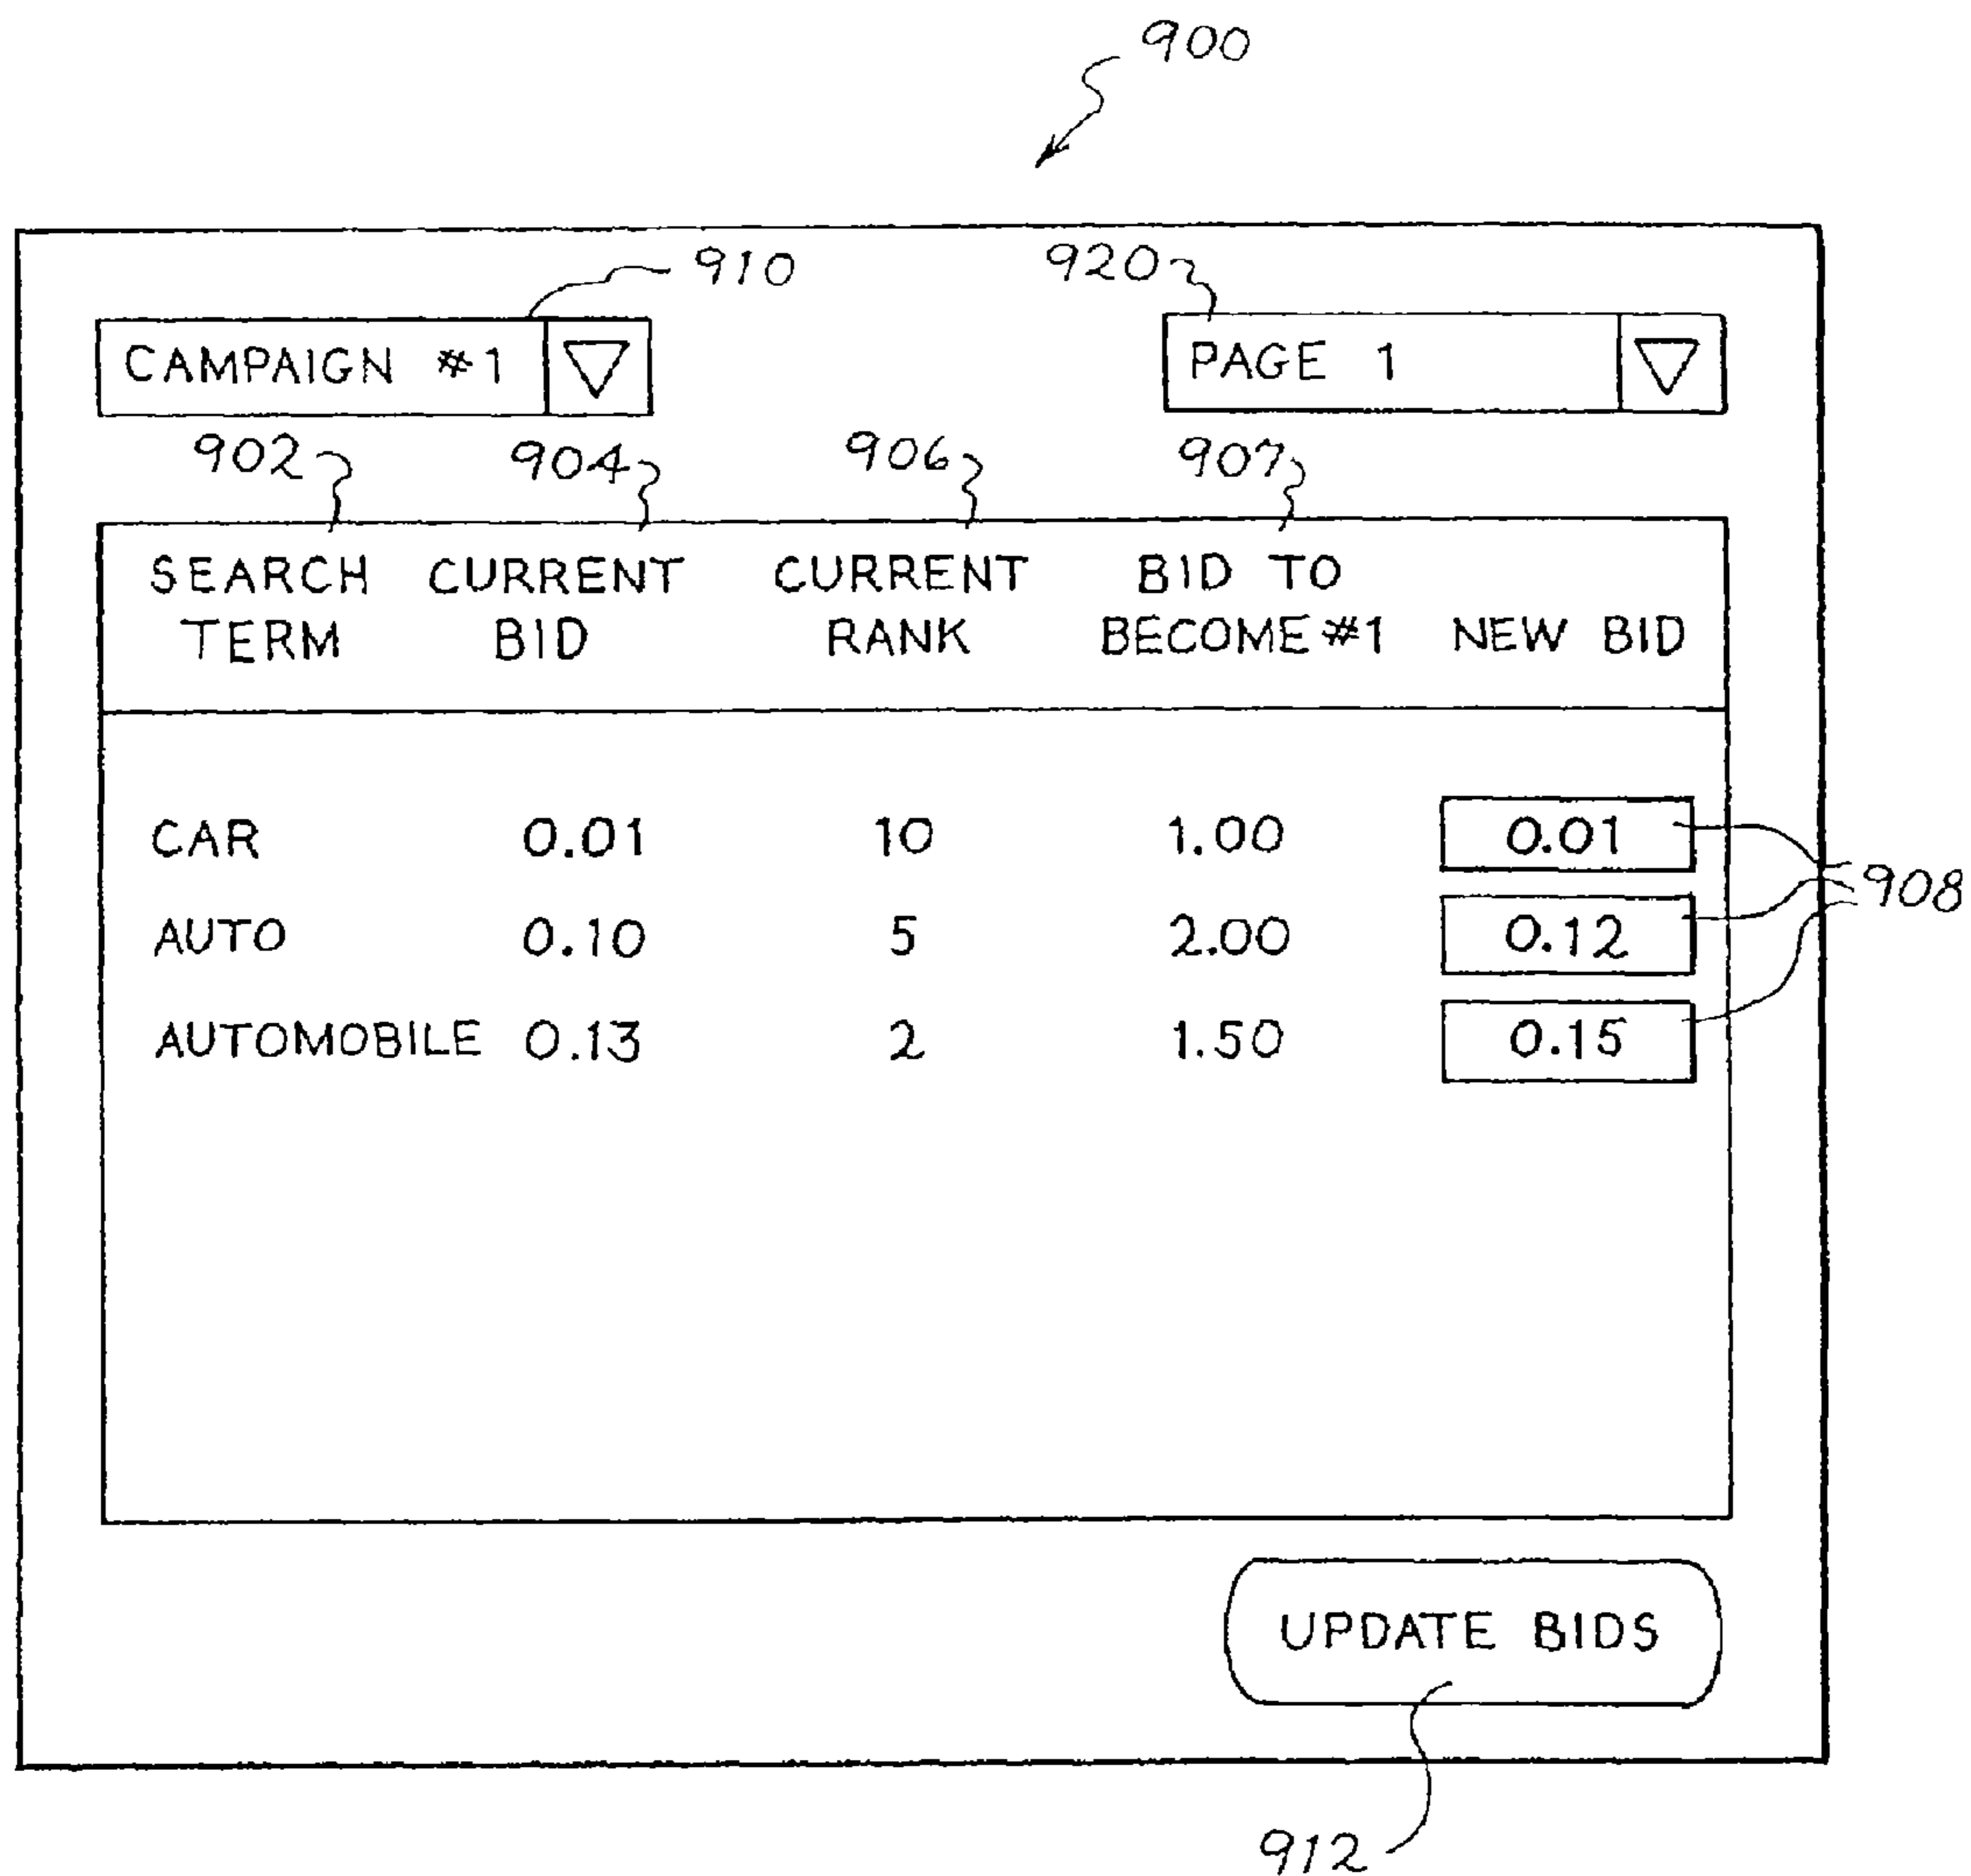 900
910
920
CAMPAIGN #1
PAGE 1
902
904
906
907
SEARCH CURRENT CURRENT BID TO
TERM BID RANK BECOME #1 NEW BID
CAR 0.01 10 1.00 0.01
908
AUTO 0.10 5 2.00 0.12
AUTOMOBILE 0.13 2 1.50 0.15
UPDATE BIDS
912